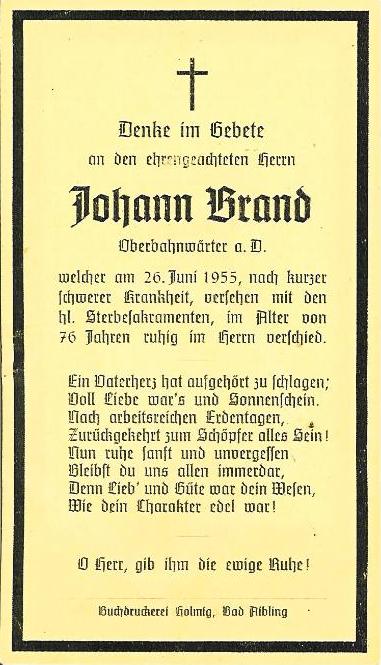 Denke im Gebete
an den ehrengeachteten Herrn
Johann Brand
Oberbahnwärter a. D.
welcher am 26. Juni 1955, nach kurzer
schwerer Krankheit, versehen mit den
hl. Sterbesakramenten, im Alter von
76 Jahren ruhig im Herrn verschied.
Ein Vaterherz hat aufgehört zu schlagen;
Voll Liebe war's und Sonnenschein.
Nach arbeitsreichen Erdentagen,
Zurückgekehrt zum Schöpfer alles Sein!
Nun ruhe sanft und unvergessen
Bleibst du uns allen immerdar,
Denn Lieb' und Güte war dein Wesen,
Wie dein Charakter edel war!
O Herr, gib ihm die ewige Ruhe!
Buchdruckerei Holmig, Bad Aibling